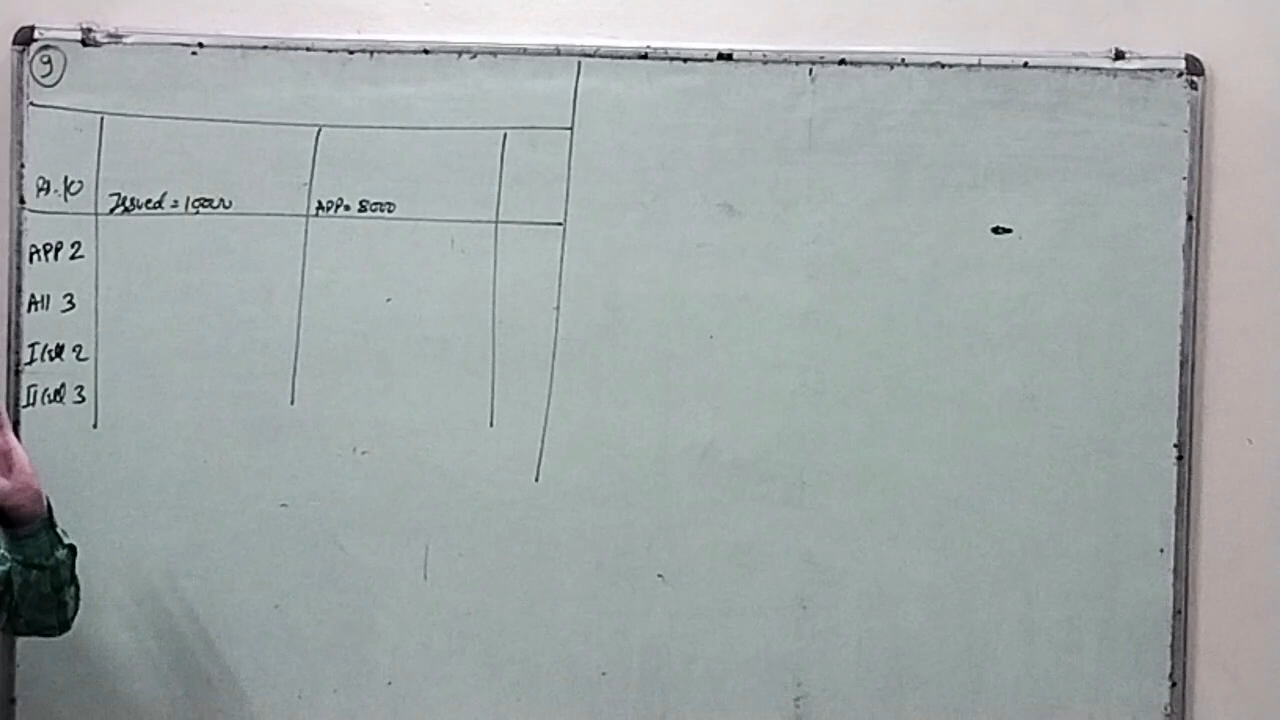 9
Rs. 10 Issued = 10000 APP = 8000
APP 2
All 3
I Call 2
II Call 3